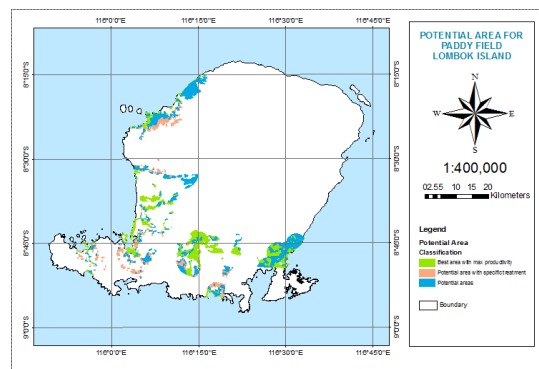 116°0'0"E 116°15'0"E 116°30'0"E 116°45'0"E
8°15'0"S 8°15'0"S
8°30'0"S 8°30'0"S
8°45'0"S 8°45'0"S
9°0'0"S 9°0'0"S
116°0'0"E 116°15'0"E 116°30'0"E 116°45'0"E
POTENTIAL AREA FOR
PADDY FIELD
LOMBOK ISLAND
N
W E
S
1:400,000
02.55 10 15 20
Kilometers
Legend
Potential Area
Classification
Best area with max productivity
Potential area with specific treatment
Potential areas
Boundary